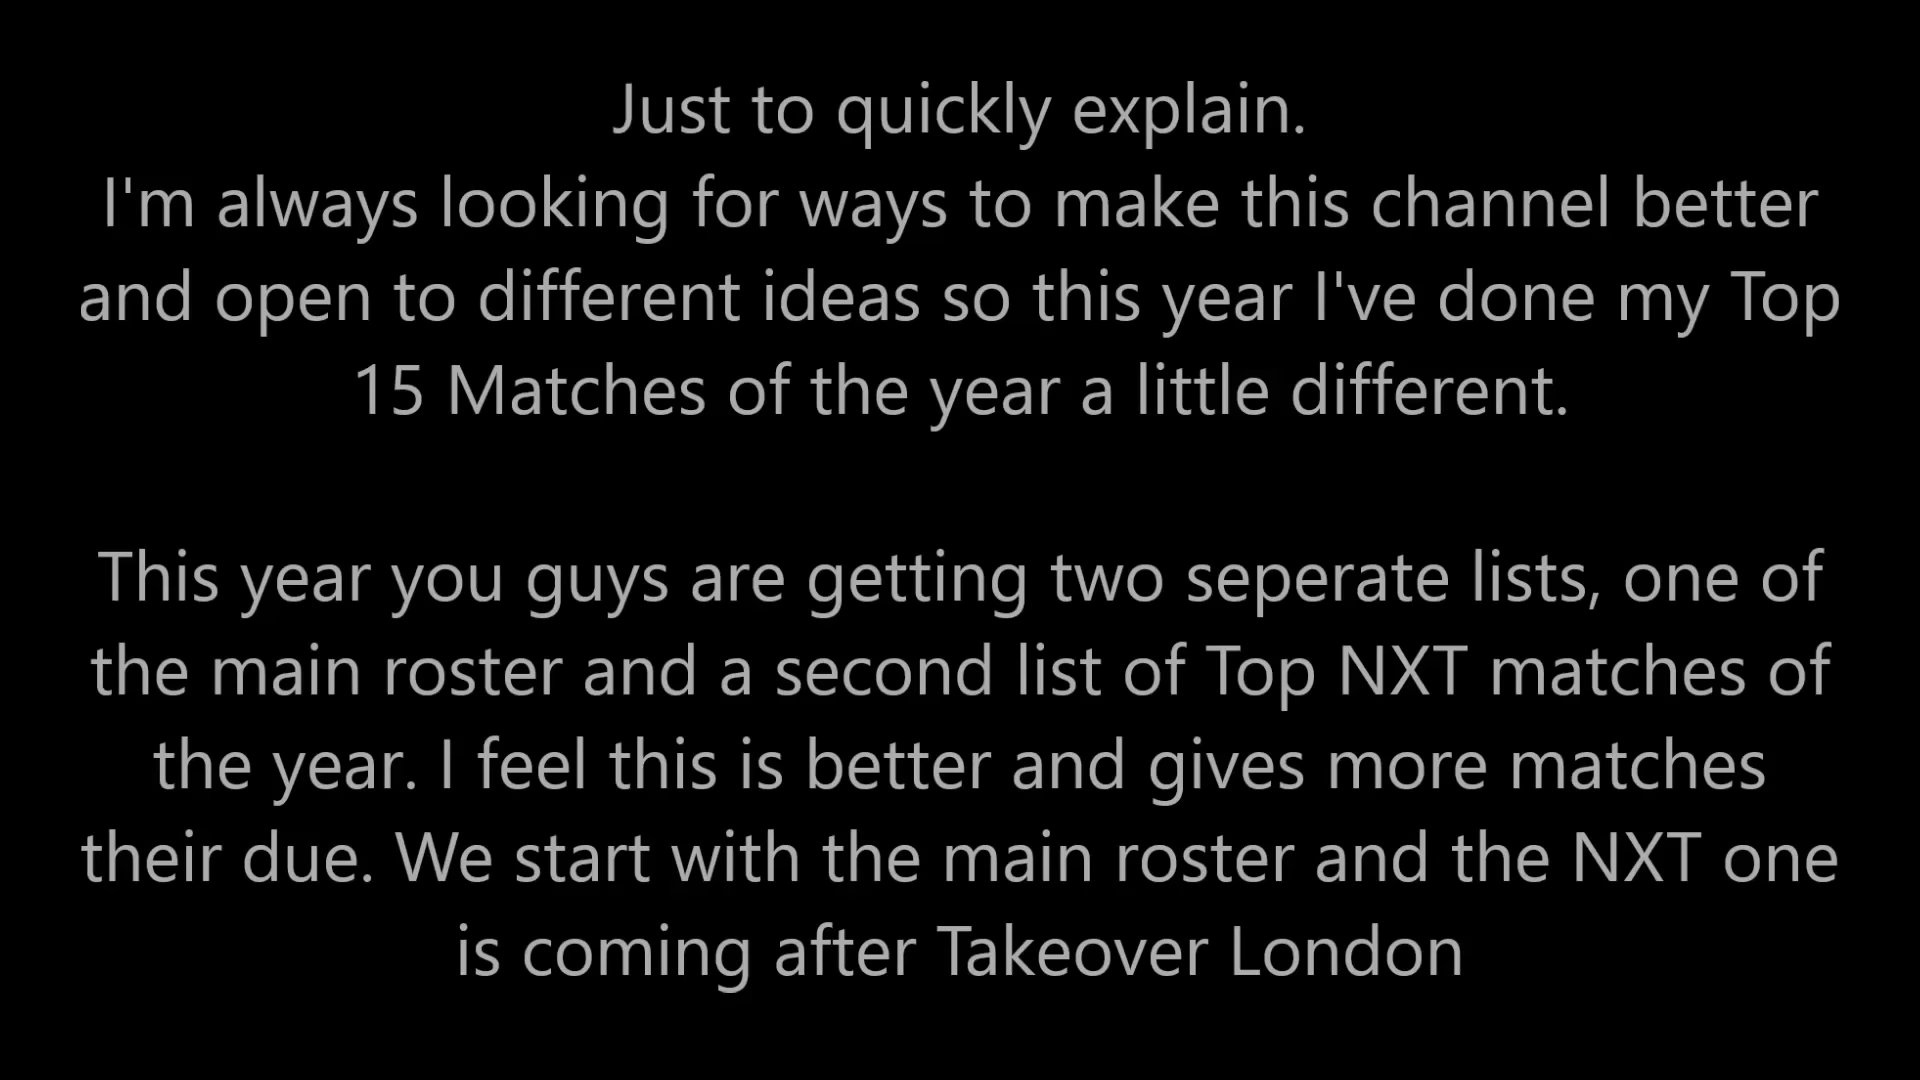 Just to quickly explain.
I'm always looking for ways to make this channel better
and open to different ideas so this year I've done my Top
15 Matches of the year a little different.
This year you guys are getting two seperate lists, one of
the main roster and a second list of Top NXT matches of
the year. I feel this is better and gives more matches
their due. We start with the main roster and the NXT one
is coming after Takeover London